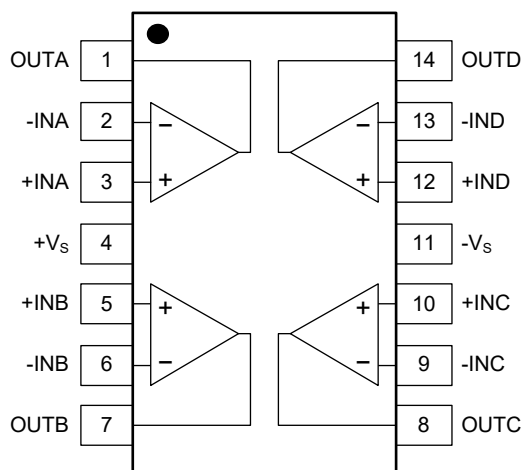 OUTA 1 14 OUTD
-INA 2 − − 13 -IND
+INA 3 + + 12 +IND
+VS 4 11 -VS
+INB 5 + + 10 +INC
-INB 6 − − 9 -INC
OUTB 7 8 OUTC